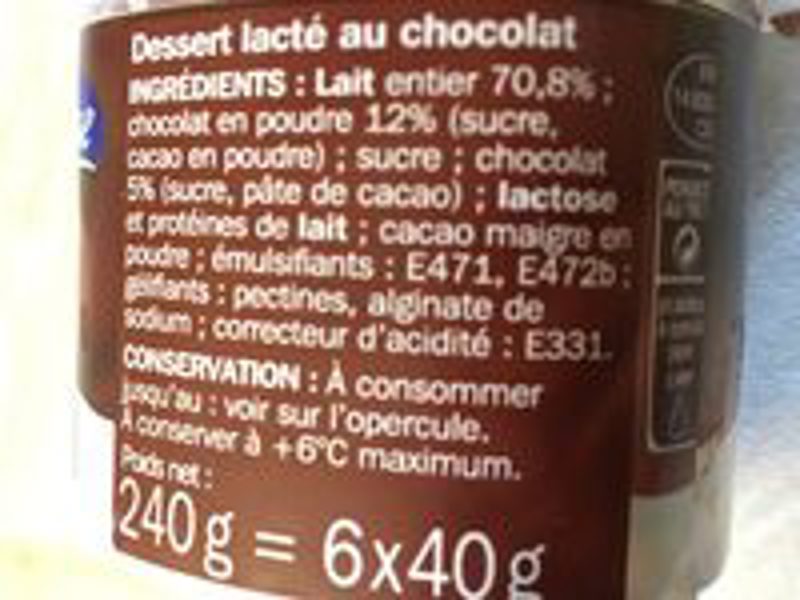 Dessert lacté au chocolat
INGRÉDIENTS : Lait entier 70,8% ;
chocolat en poudre 12% (sucre,
cacao en poudre) ; sucre ; chocolat
5% (sucre, pâte de cacao) ; lactose
et protéines de lait ; cacao maigre en
poudre ; émulsifiants : E471, E472b ;
gélifiants : pectines, alginate de
sodium ; correcteur d'acidité : E331.
CONSERVATION : À consommer
jusqu'au : voir sur l'opercule.
À conserver à +6°C maximum.
Poids net :
240g = 6x40g